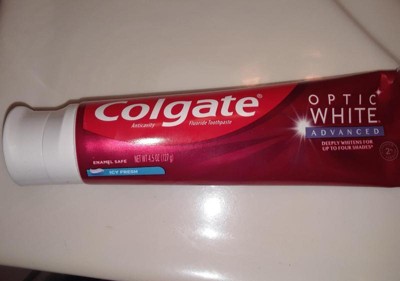 Colgate®
Anticavity Fluoride Toothpaste
ENAMEL SAFE
NET WT 4.5 OZ (127 g)
ICY FRESH
OPTIC
WHITE
ADVANCED
DEEPLY WHITENS FOR
UP TO FOUR SHADES*